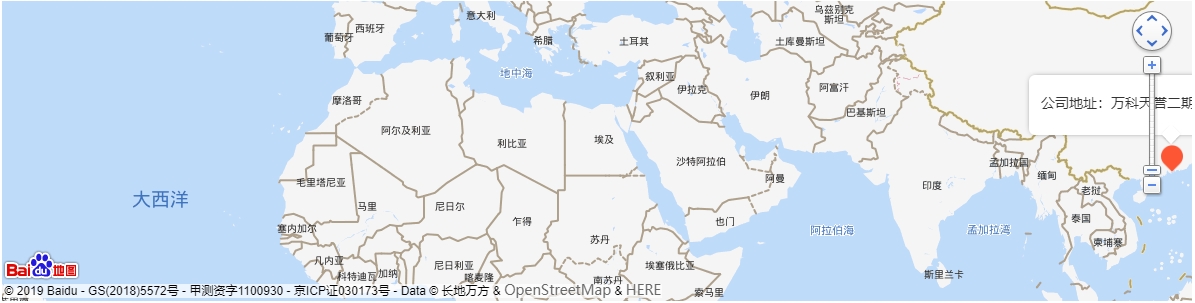 意大利
乌兹别克
斯坦
西班牙
葡萄牙
希腊
土耳其
土库曼斯坦
地中海
叙利亚
伊拉克
伊朗
阿富汗
摩洛哥
公司地址：万科天誉二期
巴基斯坦
阿尔及利亚
利比亚
埃及
沙特阿拉伯
阿曼
孟加拉国
缅甸
毛里塔尼亚
印度
老挝
大西洋
马里
尼日尔
乍得
也门
泰国
塞内加尔
苏丹
阿拉伯海
孟加拉湾
柬埔寨
几内亚
科特迪瓦
加纳
尼日利亚
喀麦隆
南苏丹
埃塞俄比亚
斯里兰卡
索马里
Bai du 地图
© 2019 Baidu - GS(2018)5572号 - 甲测资字1100930 - 京ICP证030173号 - Data © 长地万方 & OpenStreetMap & HERE